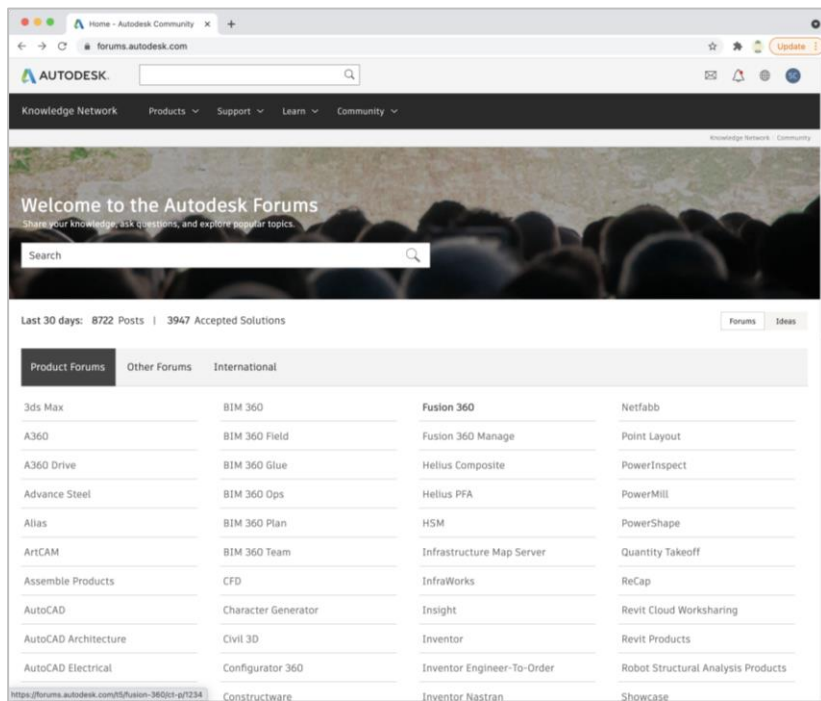 Home - Autodesk Community
forums.autodesk.com
Update
AUTODESK.
Knowledge Network Products Support Learn Community
Knowledge Network Community
Welcome to the Autodesk Forums
Share your knowledge, ask questions, and explore popular topics.
Search
Last 30 days: 8722 Posts | 3947 Accepted Solutions
Forums Ideas
Product Forums Other Forums International
3ds Max BIM 360 Fusion 360 Netfabb
A360 BIM 360 Field Fusion 360 Manage Point Layout
A360 Drive BIM 360 Glue Helius Composite PowerInspect
Advance Steel BIM 360 Ops Helius PFA PowerMill
Alias BIM 360 Plan HSM PowerShape
ArtCAM BIM 360 Team Infrastructure Map Server Quantity Takeoff
Assemble Products CFD InfraWorks ReCap
AutoCAD Character Generator Insight Revit Cloud Worksharing
AutoCAD Architecture Civil 3D Inventor Revit Products
AutoCAD Electrical Configurator 360 Inventor Engineer-To-Order Robot Structural Analysis Products
https://forums.autodesk.com/t5/fusion-360/ct-p/1234 Constructware Inventor Nastran Showcase